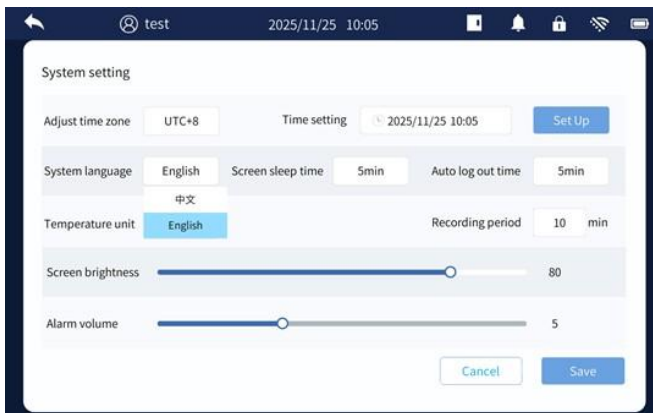 test 2025/11/25 10:05
System setting
Adjust time zone UTC+8 Time setting 2025/11/25 10:05 Set Up
System language English Screen sleep time 5min Auto log out time 5min
中文
Temperature unit English Recording period 10 min
Screen brightness 80
Alarm volume 5
Cancel Save